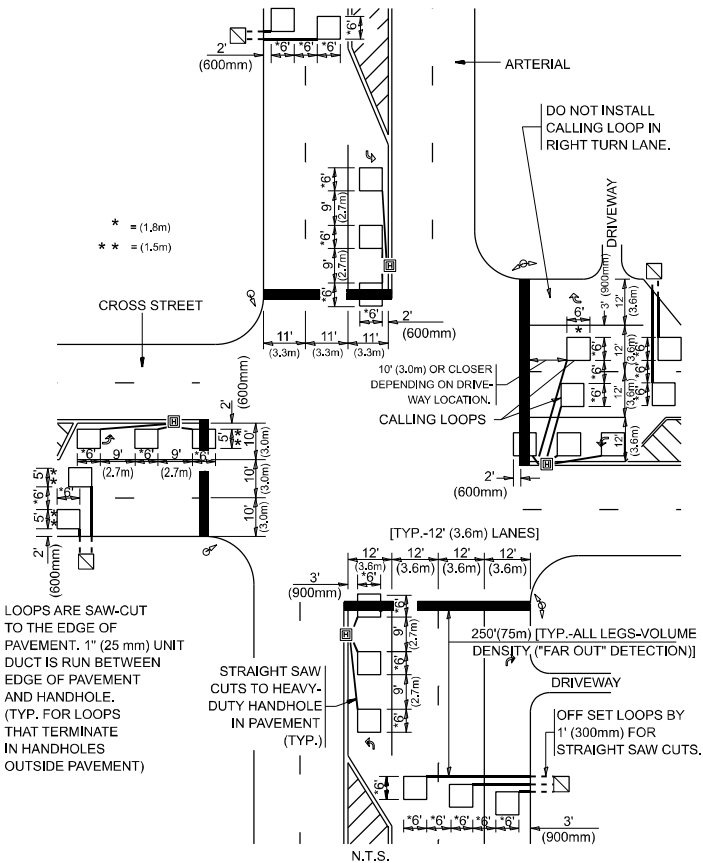 *6' *6' *6'
*6'
2'
(600mm)
ARTERIAL
DO NOT INSTALL
CALLING LOOP IN
RIGHT TURN LANE.
* = (1.8m)
* * = (1.5m)
*6'
9'
(2.7m)
*6'
9'
(2.7m)
*6'
*6'
2'
(600mm)
11' 11' 11'
(3.3m) (3.3m) (3.3m)
H
DRIVEWAY
3' (900mm)
12'
(3.6m)
6'
*
*6' 12' (3.6m) *6'
*6' *6'
*6' 12' (3.6m) *6'
12' (3.6m)
10' (3.0m) OR CLOSER
DEPENDING ON DRIVE-
WAY LOCATION.
CALLING LOOPS
H
2'
(600mm)
CROSS STREET
2'
(600mm)
H
5' * * 10' (3.0m)
*6' 9' *6' 9' *6'
(2.7m) (2.7m)
10' (3.0m)
10' (3.0m)
5' * *
*6' *6'
5' * *
2'
(600mm)
[TYP.-12' (3.6m) LANES]
12' 12' 12' 12'
(3.6m) (3.6m) (3.6m) (3.6m)
*6'
3'
(900mm)
*6'
9'
(2.7m)
*6'
9'
(2.7m)
*6'
H
LOOPS ARE SAW-CUT
TO THE EDGE OF
PAVEMENT. 1" (25 mm) UNIT
DUCT IS RUN BETWEEN
EDGE OF PAVEMENT
AND HANDHOLE.
(TYP. FOR LOOPS
THAT TERMINATE
IN HANDHOLES
OUTSIDE PAVEMENT)
STRAIGHT SAW
CUTS TO HEAVY-
DUTY HANDHOLE
IN PAVEMENT
(TYP.)
250'(75m) [TYP.-ALL LEGS-VOLUME
DENSITY ("FAR OUT" DETECTION)]
DRIVEWAY
OFF SET LOOPS BY
1' (300mm) FOR
STRAIGHT SAW CUTS.
*6'
*6' *6' *6' *6' *6'
3'
(900mm)
N.T.S.